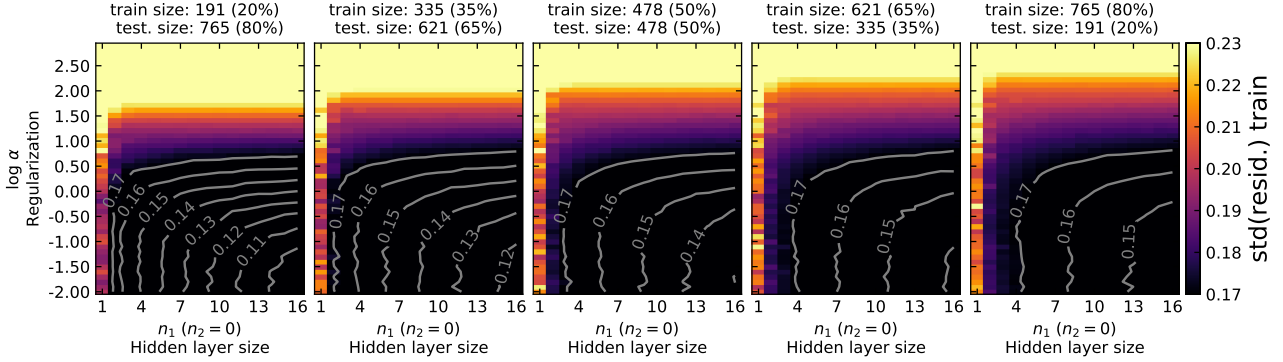 train size: 191 (20%)
test. size: 765 (80%)
train size: 335 (35%)
test. size: 621 (65%)
train size: 478 (50%)
test. size: 478 (50%)
train size: 621 (65%)
test. size: 335 (35%)
train size: 765 (80%)
test. size: 191 (20%)
log α
Regularization
2.50
2.00
1.50
1.00
0.50
0.00
-0.50
-1.00
-1.50
-2.00
0.17
0.16
0.15
0.14
0.13
0.12
0.11
0.17
0.16
0.15
0.14
0.13
0.12
0.17
0.16
0.15
0.14
0.17
0.16
0.15
0.17
0.16
0.15
1 4 7 10 13 16
1 4 7 10 13 16
1 4 7 10 13 16
1 4 7 10 13 16
1 4 7 10 13 16
n₁ (n₂ = 0)
Hidden layer size
n₁ (n₂ = 0)
Hidden layer size
n₁ (n₂ = 0)
Hidden layer size
n₁ (n₂ = 0)
Hidden layer size
n₁ (n₂ = 0)
Hidden layer size
0.23
0.22
0.21
0.20
0.19
0.18
0.17
std(resid.) train